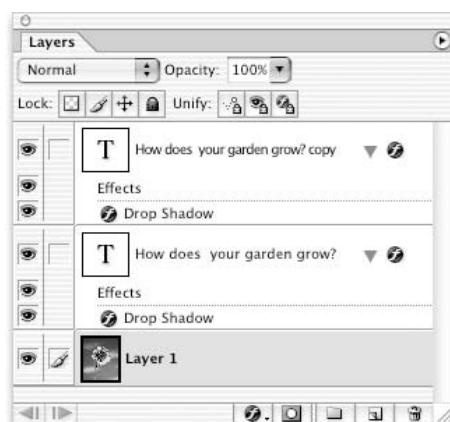 Layers
Normal Opacity: 100%
Lock: Unify:
T How does your garden grow? copy
Effects
Drop Shadow
T How does your garden grow?
Effects
Drop Shadow
Layer 1